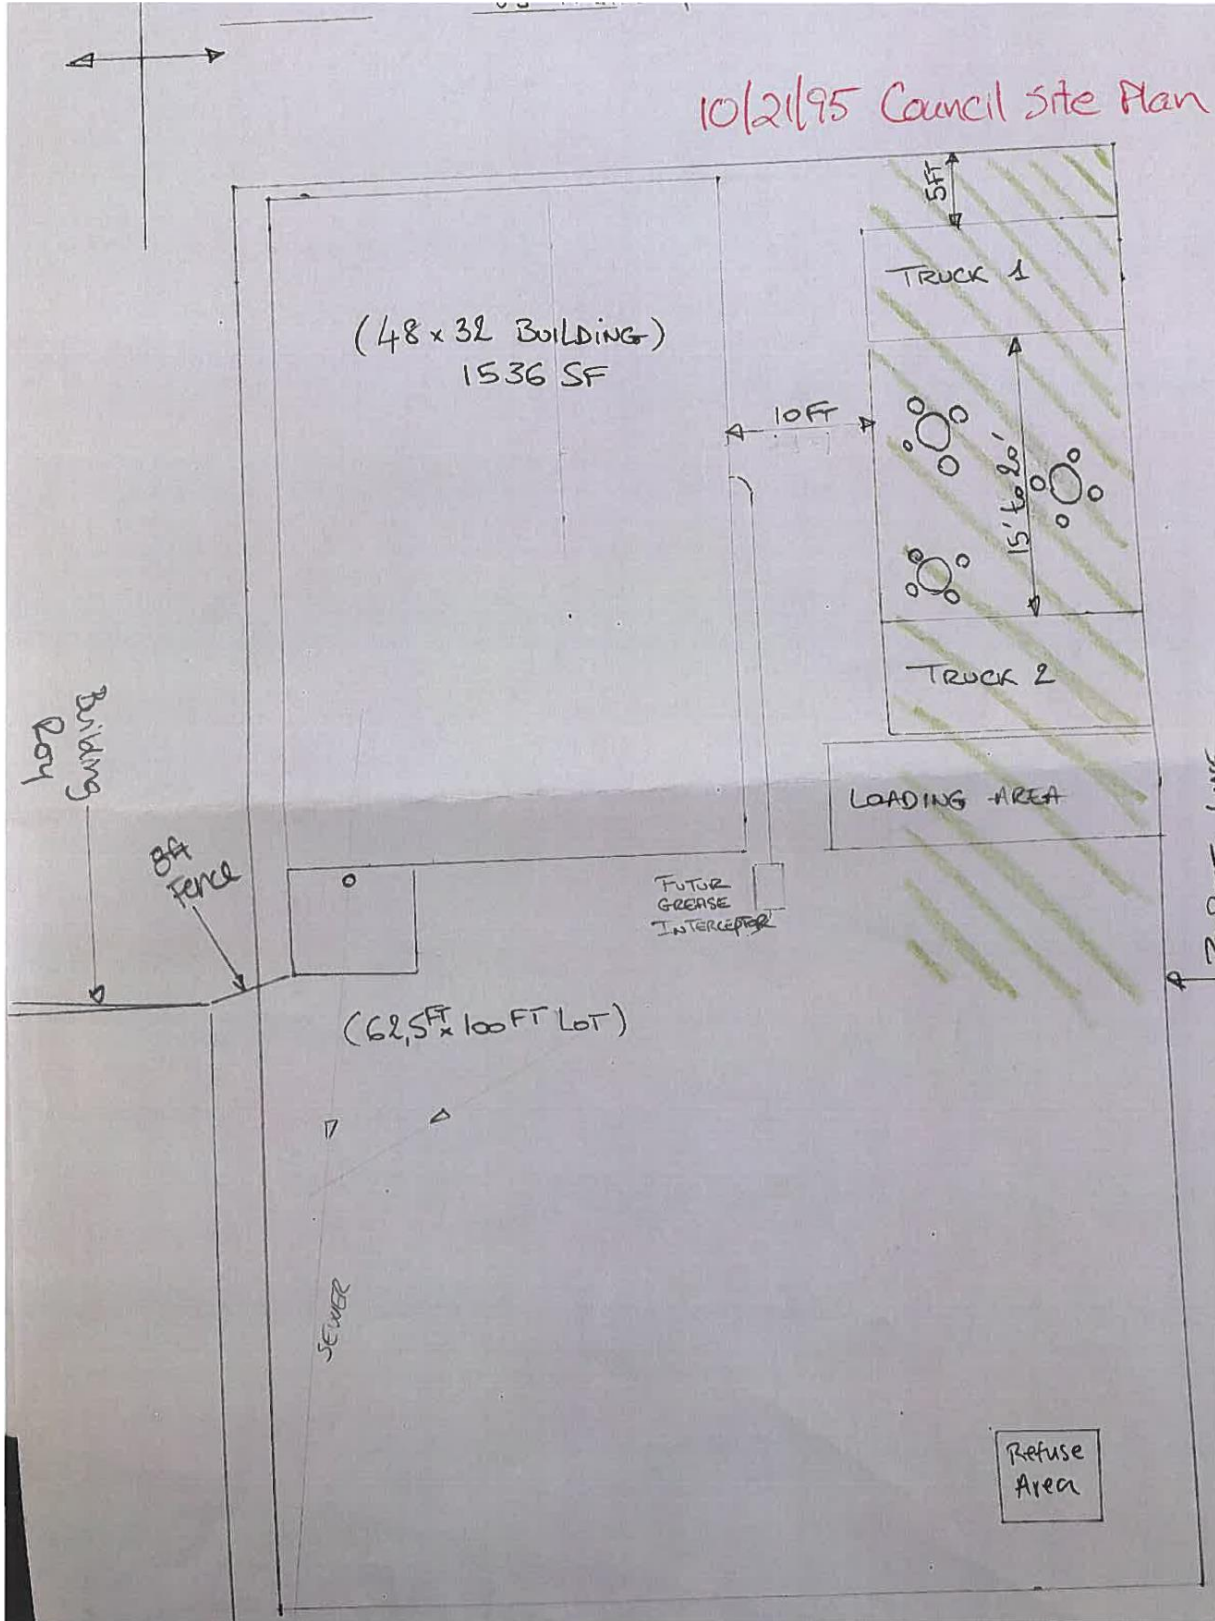 10/21/95 Council Site Plan
5FT
TRUCK 1
(48 x 32 BUILDING)
1536 SF
10FT
15' to 20'
TRUCK 2
Building
Roy
LOADING AREA
8ft
Fence
FUTUR
GREASE
INTERCEPTOR
(62,5FT x 100FT LOT)
SEWER
Refuse
Area